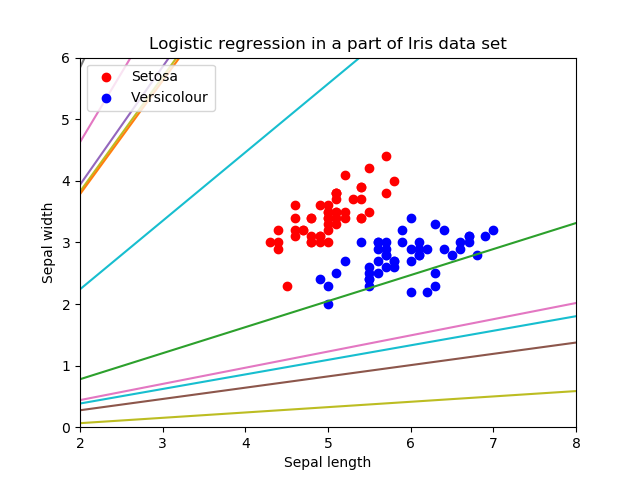 Logistic regression in a part of Iris data set
Setosa
Versicolour
Sepal width
6
5
4
3
2
1
0
2
3
4
5
6
7
8
Sepal length